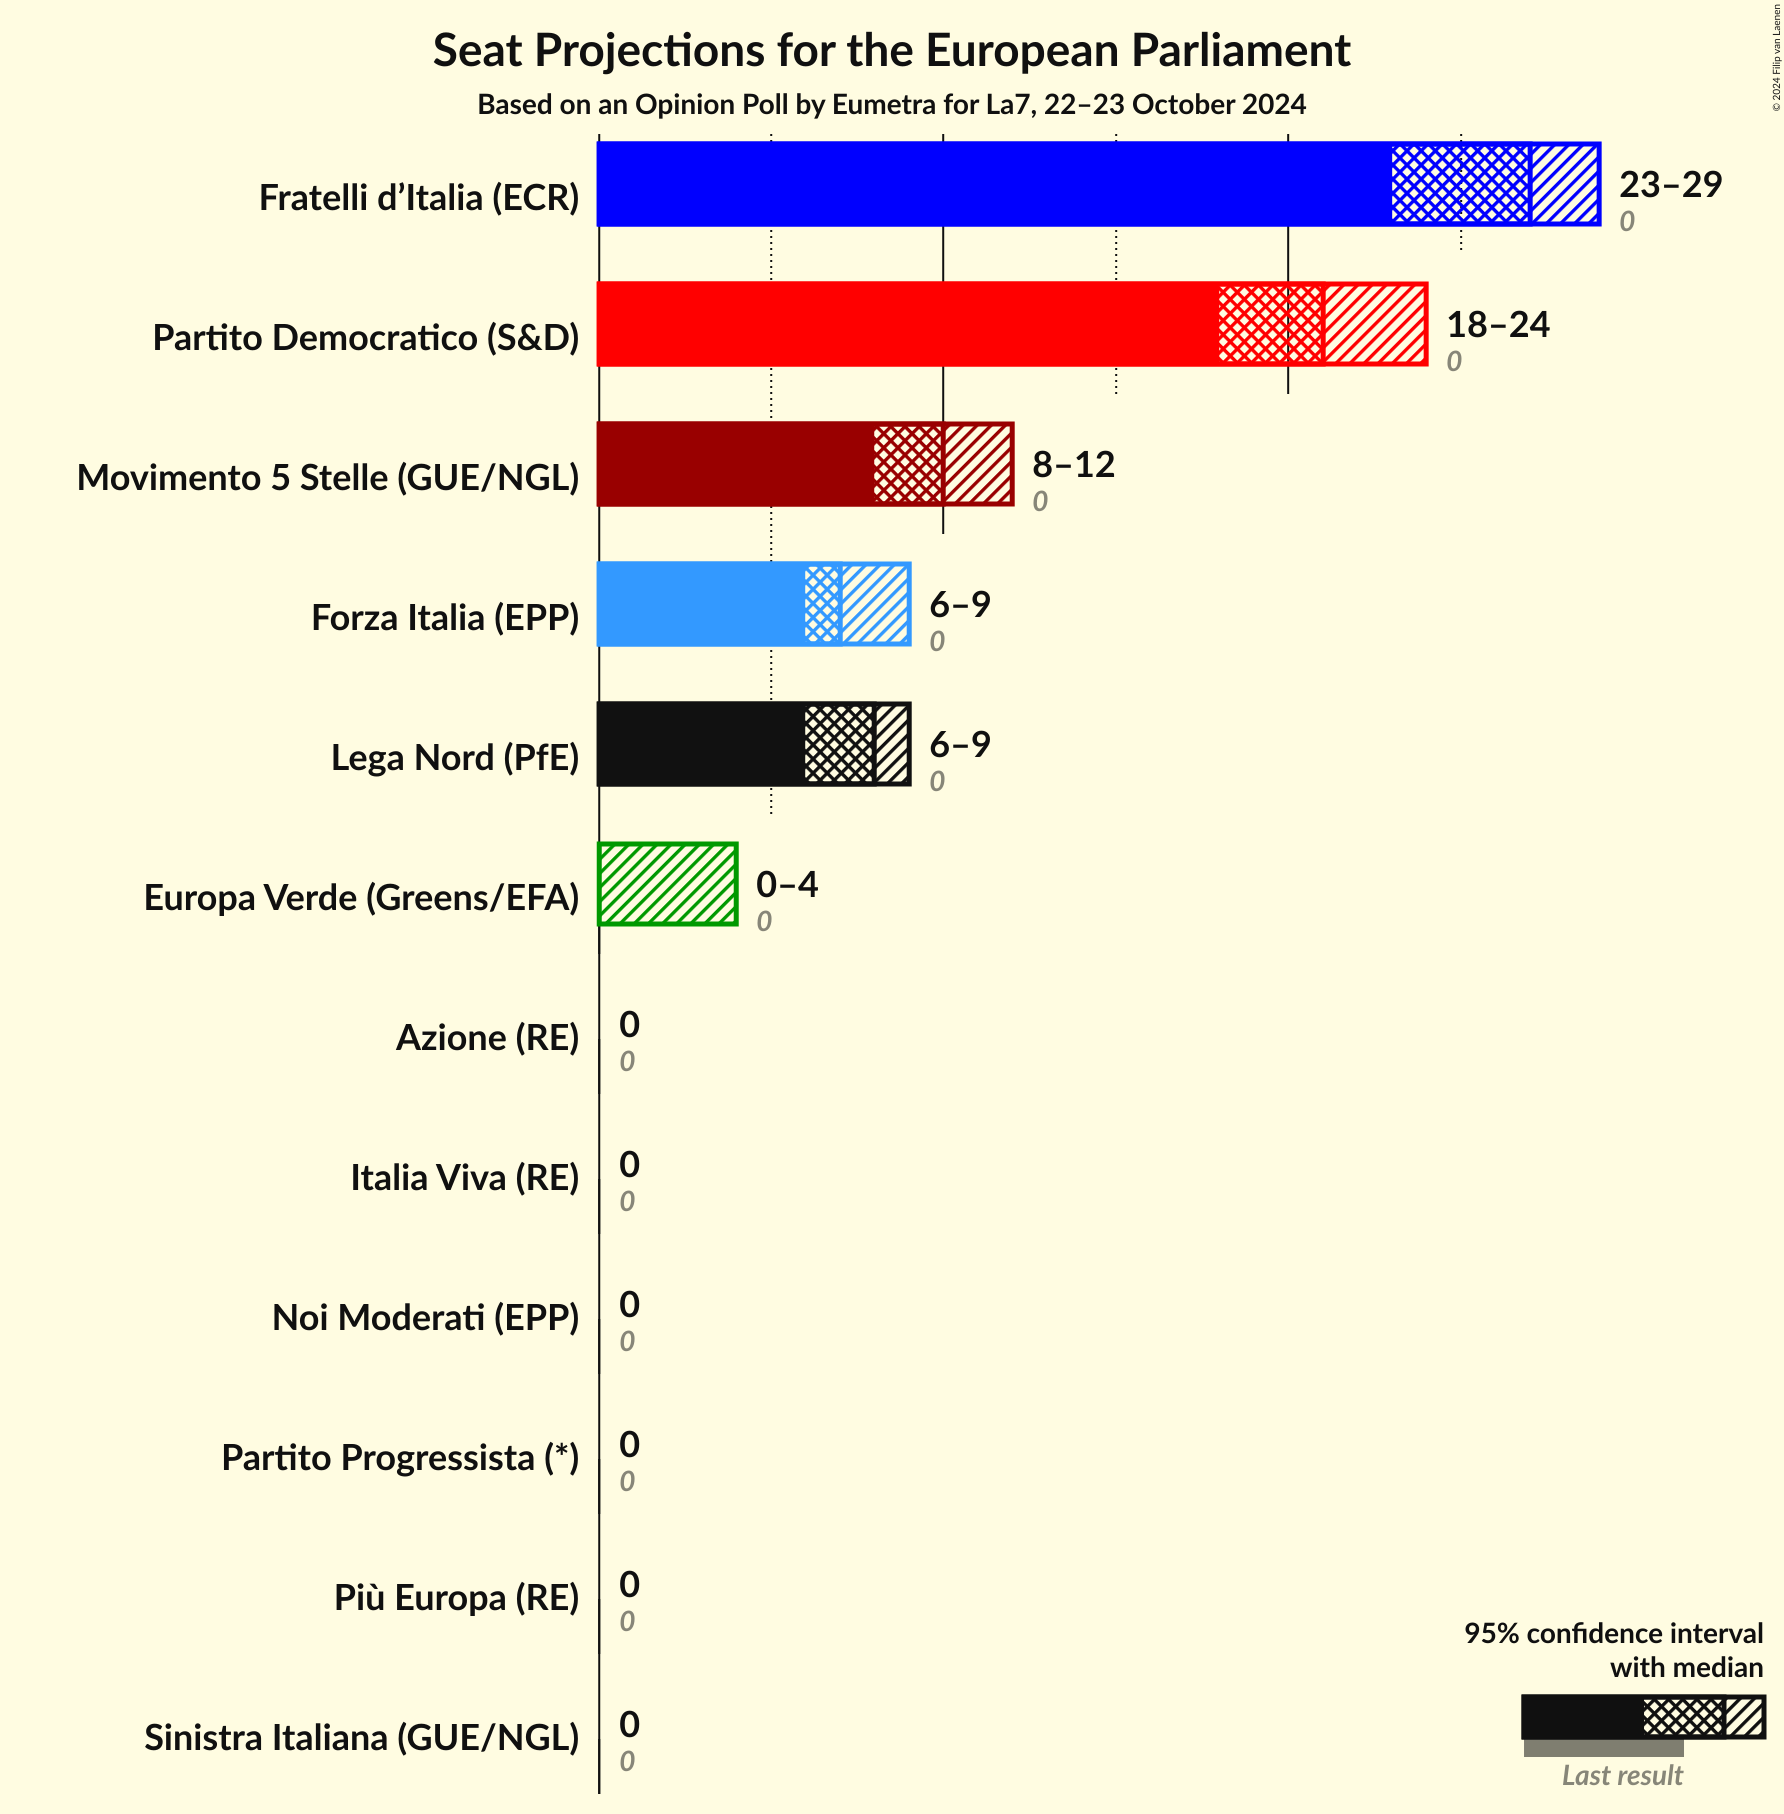 Seat Projections for the European Parliament
Based on an Opinion Poll by Eumetra for La7, 22–23 October 2024
© 2024 Filip van Laenen
Fratelli d’Italia (ECR)
23–29
0
Partito Democratico (S&D)
18–24
0
Movimento 5 Stelle (GUE/NGL)
8–12
0
Forza Italia (EPP)
6–9
0
Lega Nord (PfE)
6–9
0
Europa Verde (Greens/EFA)
0–4
0
Azione (RE)
0
0
Italia Viva (RE)
0
0
Noi Moderati (EPP)
0
0
Partito Progressista (*)
0
0
Più Europa (RE)
0
0
Sinistra Italiana (GUE/NGL)
0
0
95% confidence interval
with median
Last result